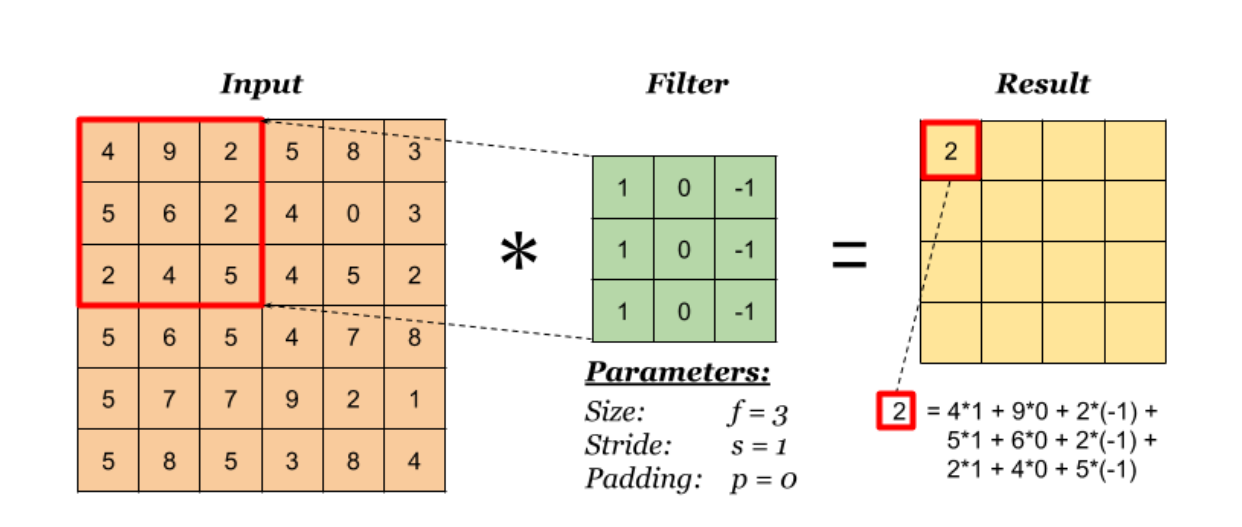 Input
Filter
Result
4 9 2 5 8 3
5 6 2 4 0 3
2 4 5 4 5 2
5 6 5 4 7 8
5 7 7 9 2 1
5 8 5 3 8 4
*
1 0 -1
1 0 -1
1 0 -1
=
2
Parameters:
Size: f = 3
Stride: s = 1
Padding: p = 0
2 = 4*1 + 9*0 + 2*(-1) +
5*1 + 6*0 + 2*(-1) +
2*1 + 4*0 + 5*(-1)